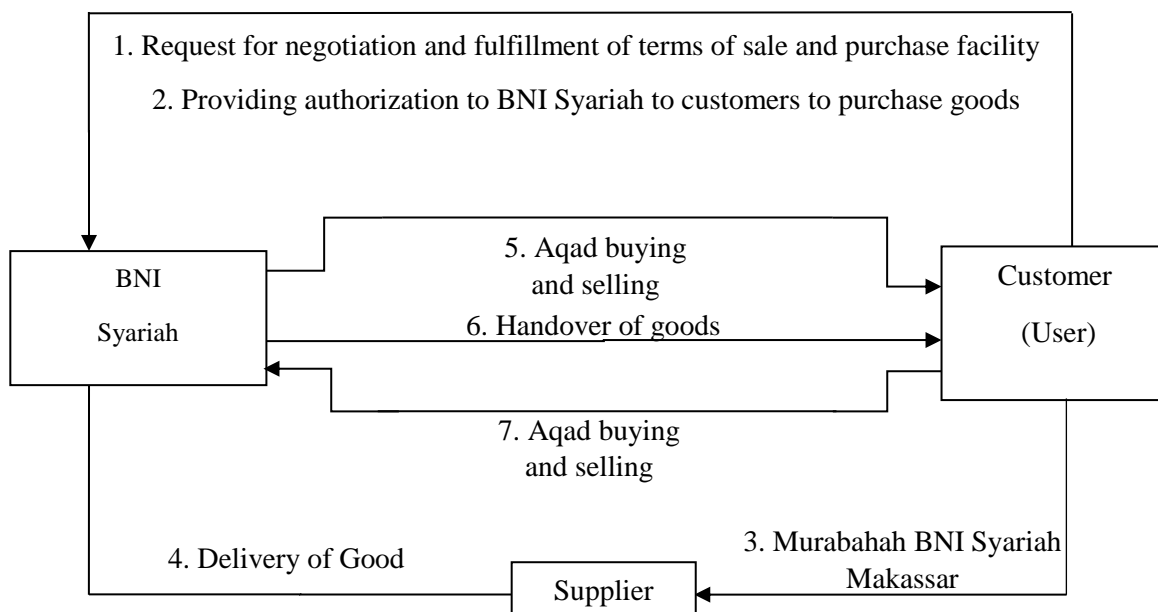 1. Request for negotiation and fulfillment of terms of sale and purchase facility
2. Providing authorization to BNI Syariah to customers to purchase goods
BNI
Syariah
5. Aqad buying
and selling
6. Handover of goods
Customer
(User)
7. Aqad buying
and selling
4. Delivery of Good
3. Murabahah BNI Syariah
Makassar
Supplier